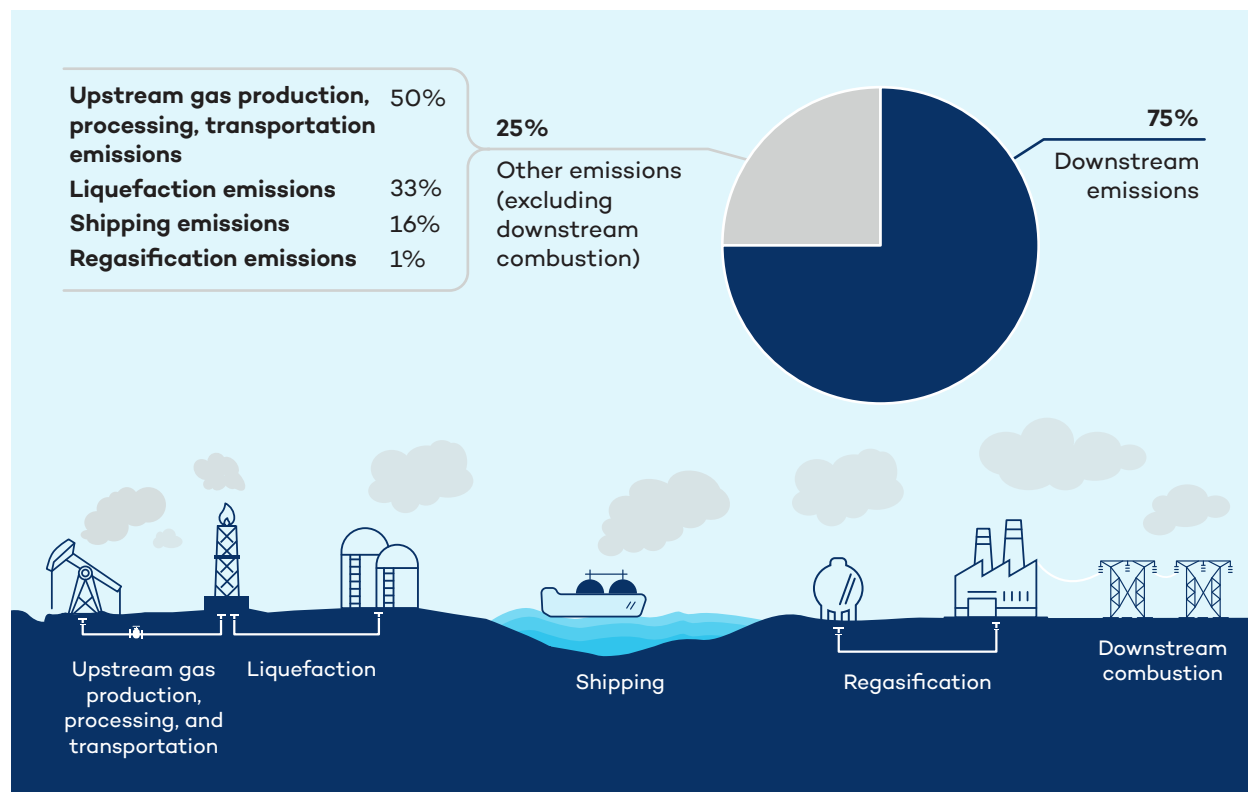 Upstream gas production, 50%
processing, transportation
emissions
Liquefaction emissions 33%
Shipping emissions 16%
Regasification emissions 1%
25%
Other emissions
(excluding
downstream
combustion)
75%
Downstream
emissions
Upstream gas
production,
processing, and
transportation
Liquefaction
Shipping
Regasification
Downstream
combustion